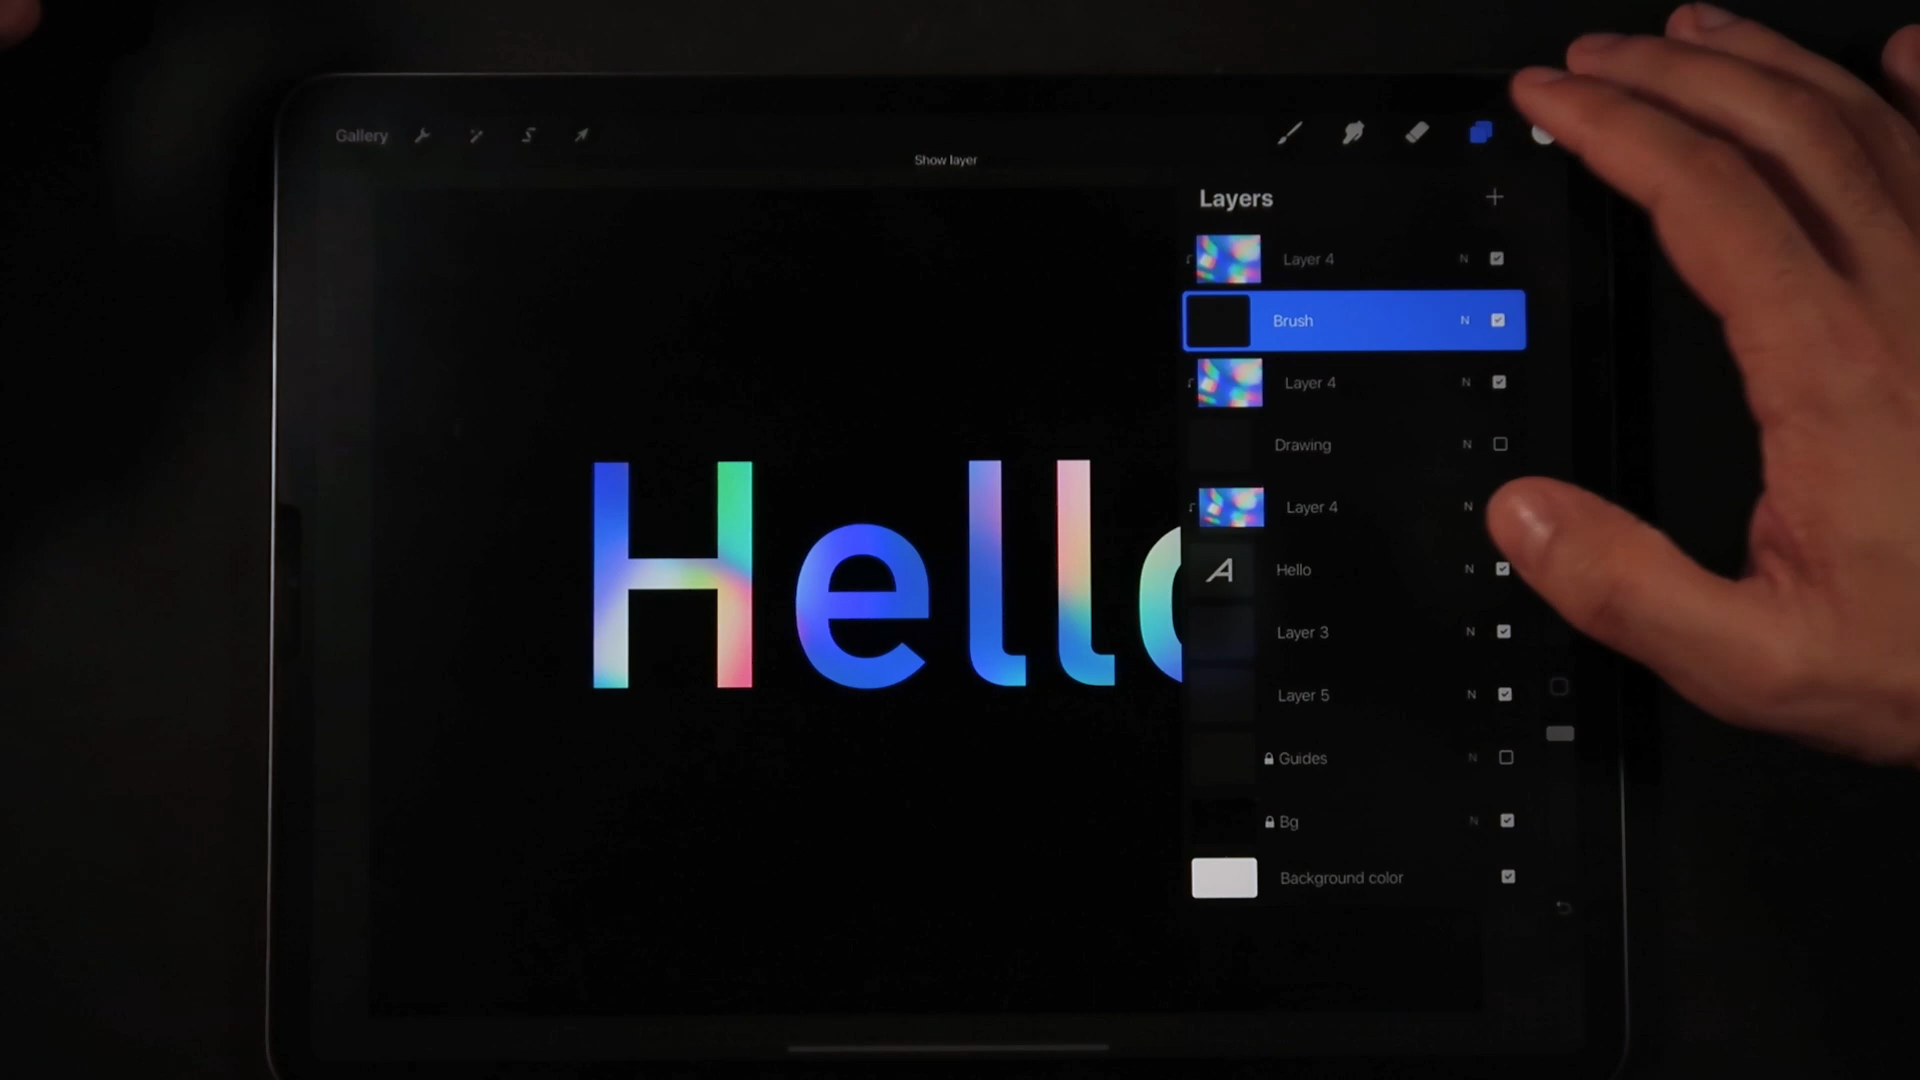 Gallery
Show layer
Layers
Layer 4 N
Brush N
Layer 4 N
Drawing N
Layer 4 N
Hello N
Layer 3 N
Layer 5 N
Guides N
Bg N
Background color
Hello